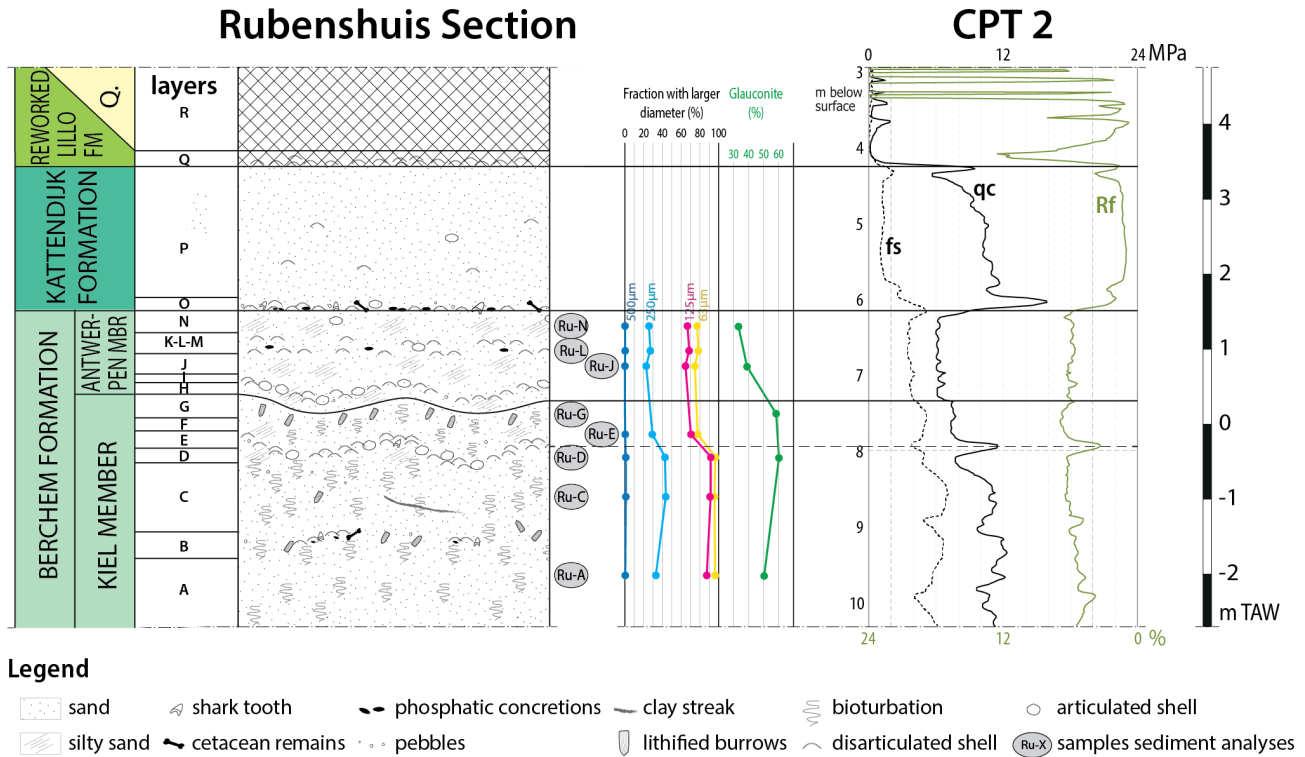 Rubenshuis Section
CPT 2
0 12 24 MPa
REWORKED
LILLO
FM
Q.
layers
R
Q
KATTENDIJK
FORMATION
P
O
BERCHEM FORMATION
ANTWER-
PEN MBR
N
K-L-M
J
I
H
KIEL MEMBER
G
F
E
D
C
B
A
Fraction with larger
diameter (%)
0 20 40 60 80 100
Glauconite
(%)
30 40 50 60
500µm
250µm
125µm
63µm
Ru-N
Ru-L
Ru-J
Ru-G
Ru-E
Ru-D
Ru-C
Ru-A
m below
surface
3
4
5
6
7
8
9
10
qc
fs
Rf
24 12 0 %
4
3
2
1
0
-1
-2
m TAW
Legend
sand shark tooth phosphatic concretions clay streak bioturbation articulated shell
silty sand cetacean remains pebbles lithified burrows disarticulated shell Ru-X samples sediment analyses